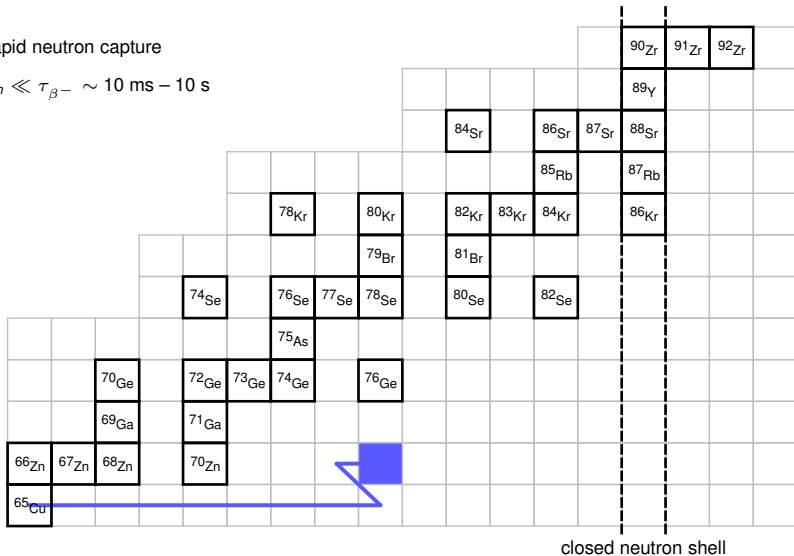 apid neutron capture
n ≪ τβ− ∼ 10 ms – 10 s
90Zr 91Zr 92Zr
89Y
84Sr 86Sr 87Sr 88Sr
85Rb 87Rb
78Kr 80Kr 82Kr 83Kr 84Kr 86Kr
79Br 81Br
74Se 76Se 77Se 78Se 80Se 82Se
75As
70Ge 72Ge 73Ge 74Ge 76Ge
69Ga 71Ga
66Zn 67Zn 68Zn 70Zn
65Cu
closed neutron shell